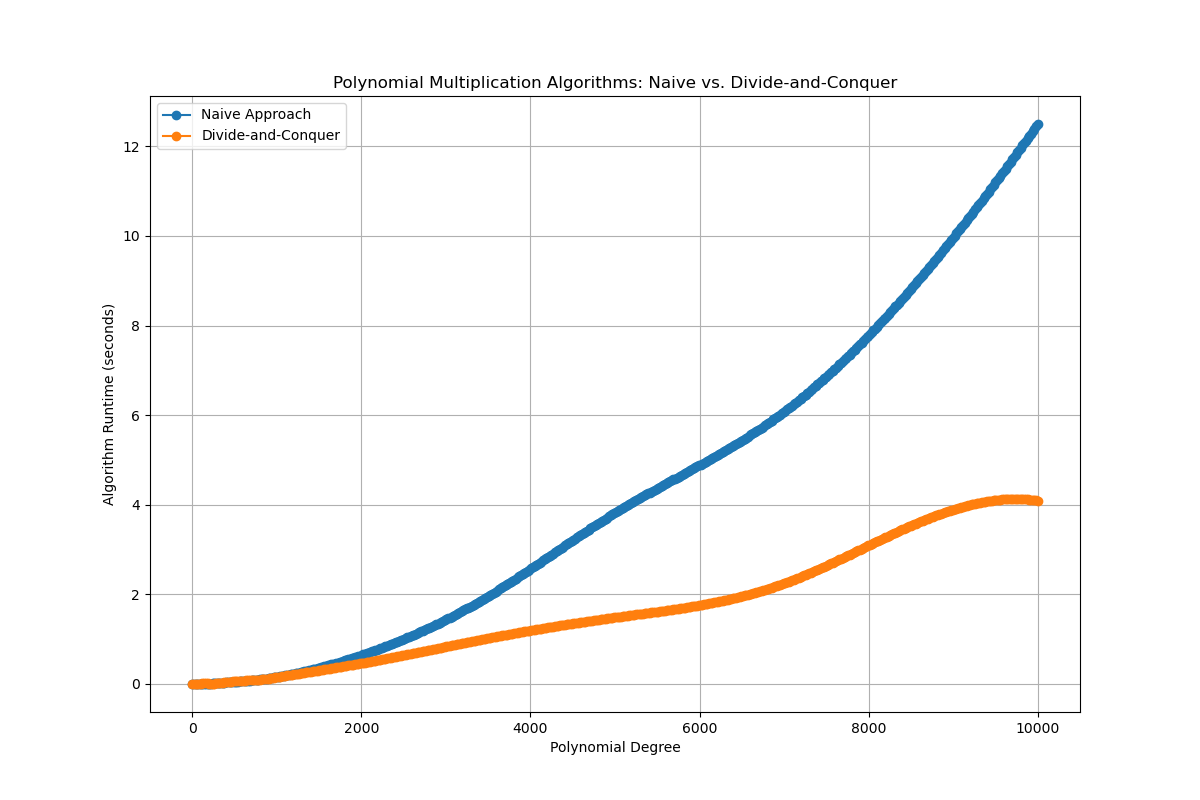 Polynomial Multiplication Algorithms: Naive vs. Divide-and-Conquer
Naive Approach
Divide-and-Conquer
12
10
8
6
4
2
0
Algorithm Runtime (seconds)
0 2000 4000 6000 8000 10000
Polynomial Degree